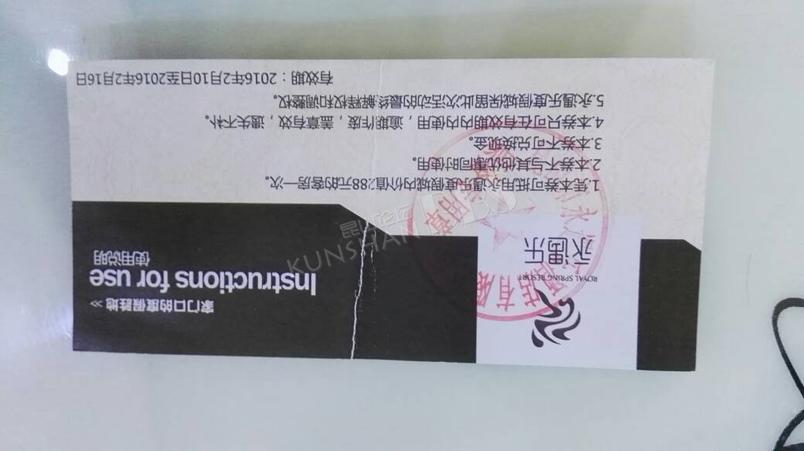 家门口的度假胜地 >>
Instructions for use
使用说明
ROYAL SPRING RESORT
永遇乐
1.凭本券可抵用永遇乐度假城内价值288元的客房一次。
2.本券不与其他优惠同时使用。
3.本券不可兑换现金。
4.本券只可在有效期内使用，逾期作废，盖章有效，遗失不补。
5.永遇乐度假城保留此次活动的最终解释权和调整权。
有效期：2016年2月10日至2016年2月16日
KUNSHAN